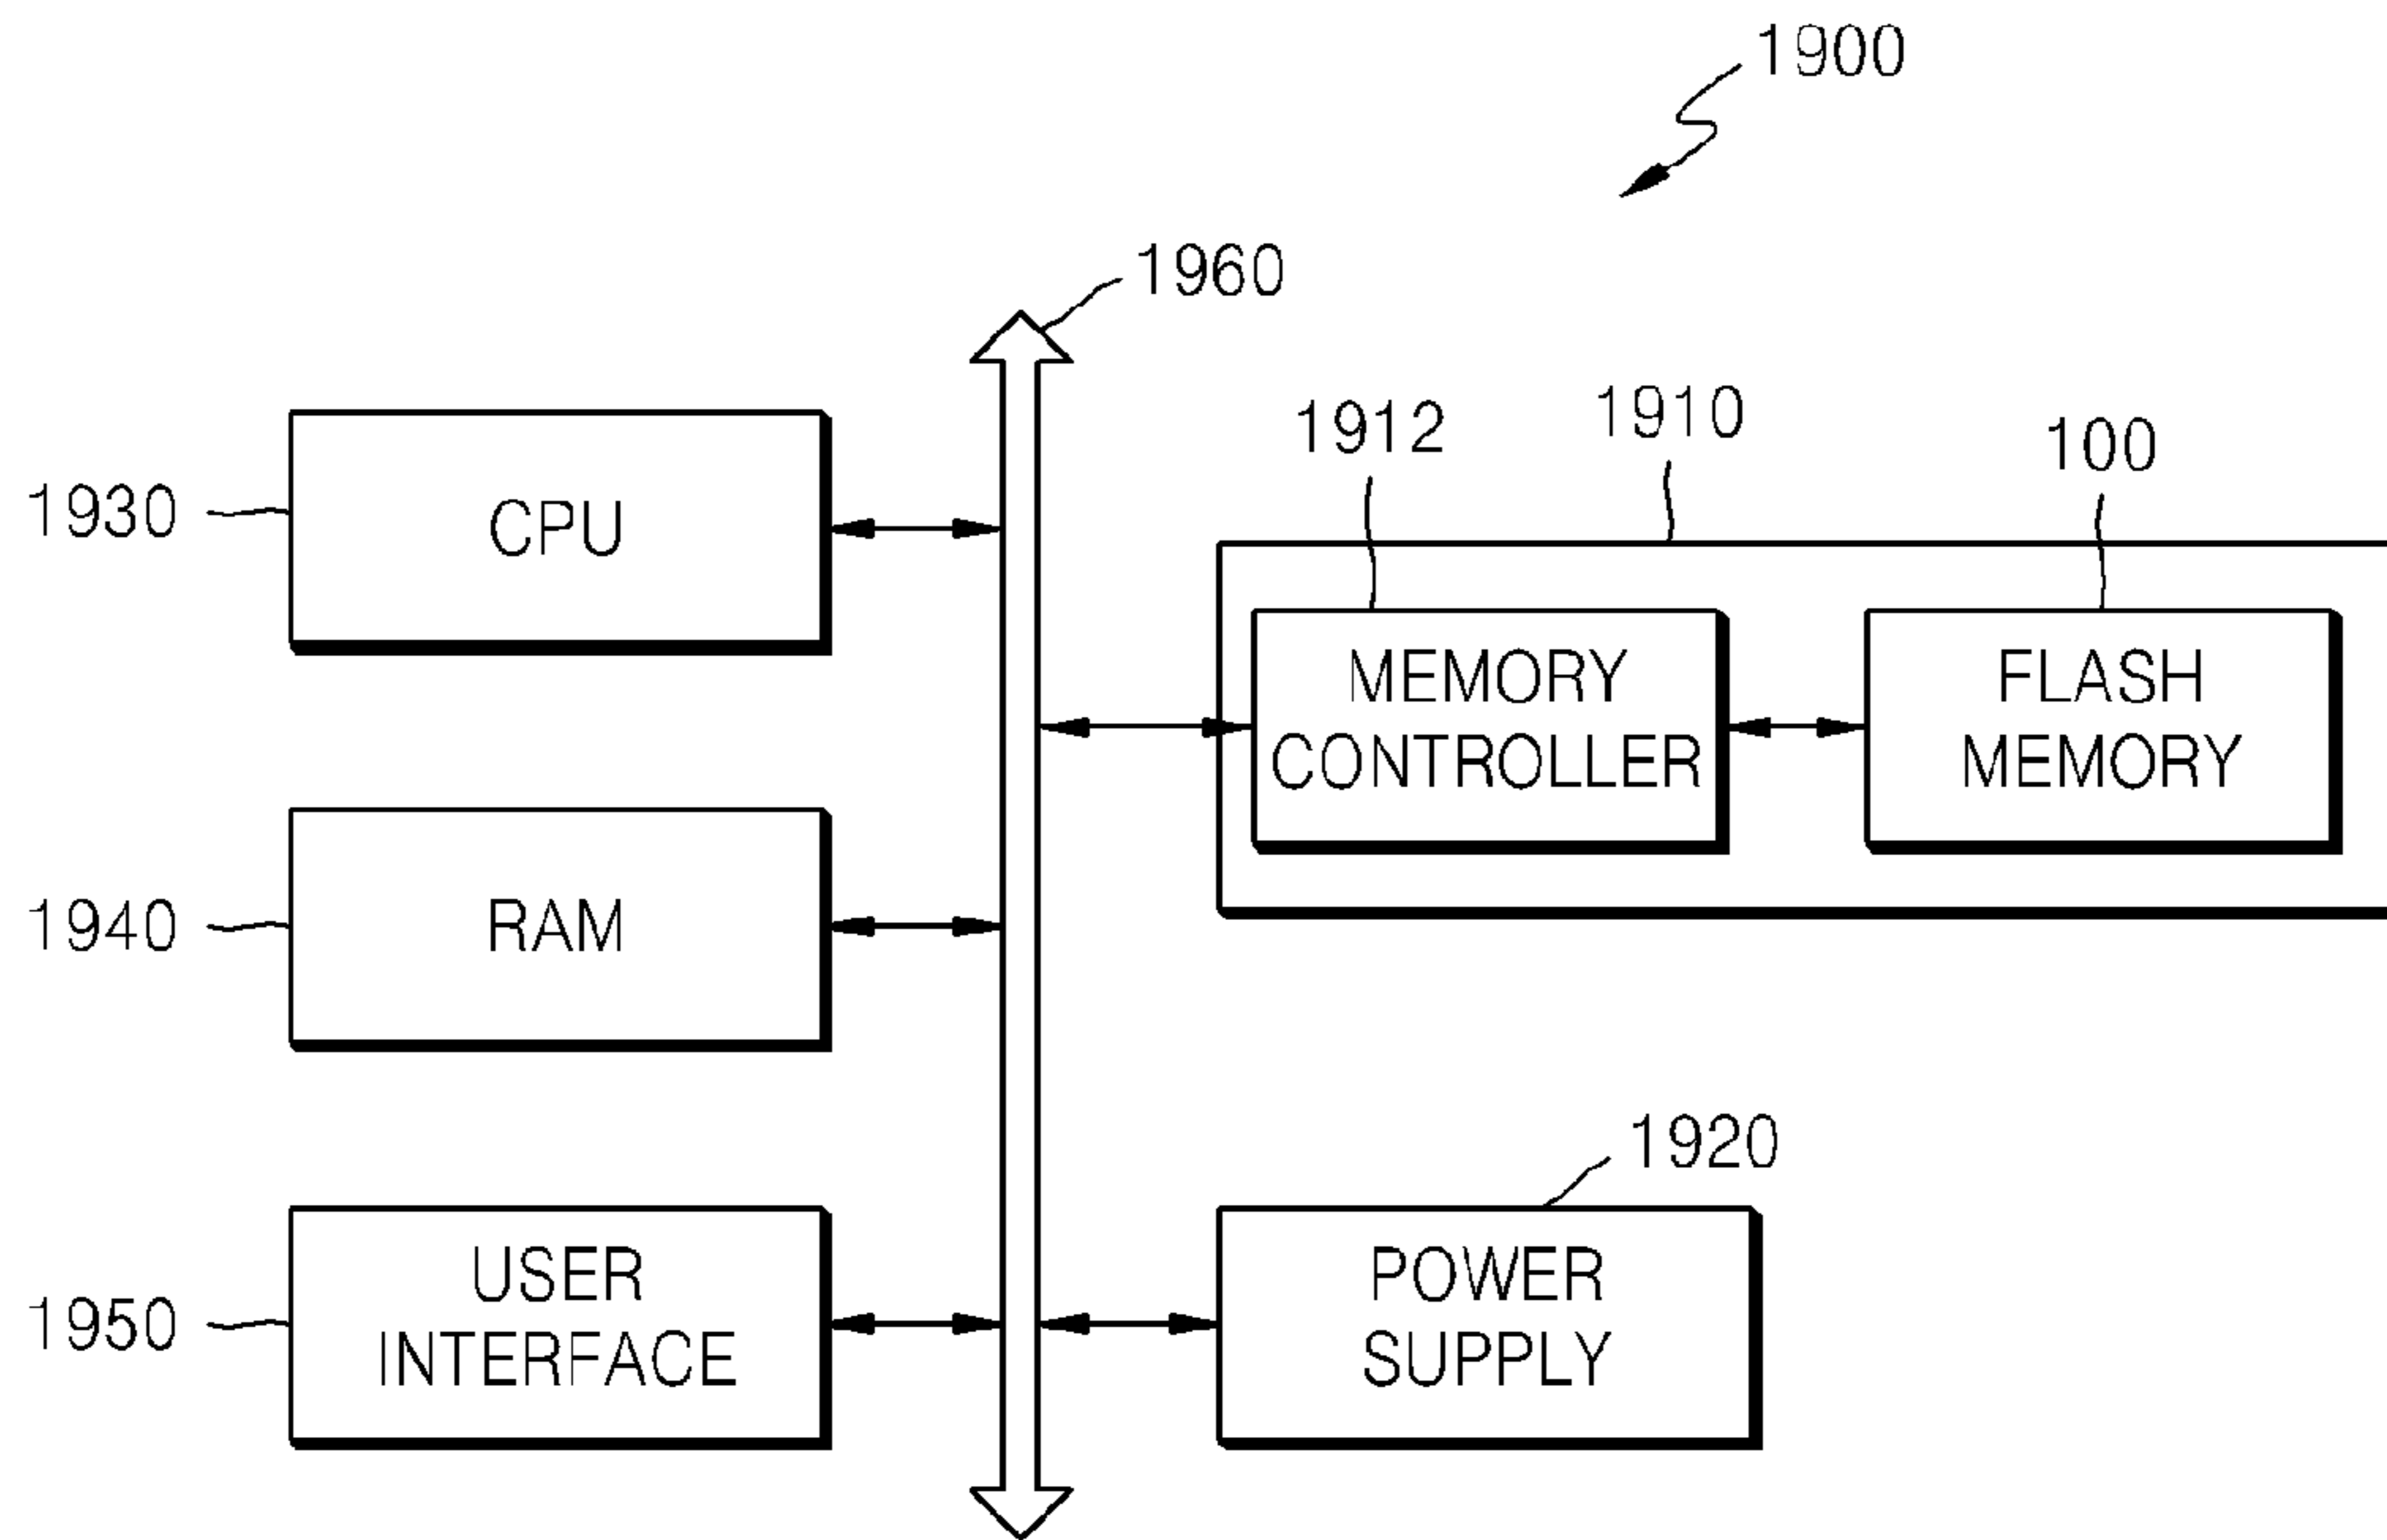 1900
1960
1912
1910
100
1930
CPU
MEMORY
CONTROLLER
FLASH
MEMORY
1940
RAM
1920
1950
USER
INTERFACE
POWER
SUPPLY